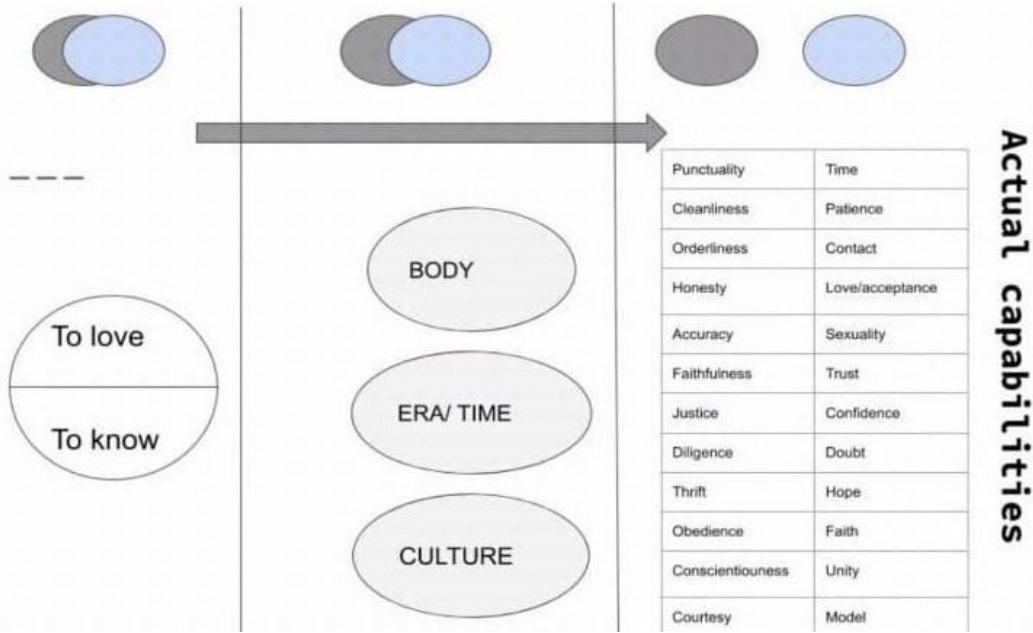 To love
To know
BODY
ERA/ TIME
CULTURE
Punctuality Time
Cleanliness Patience
Orderliness Contact
Honesty Love/acceptance
Accuracy Sexuality
Faithfulness Trust
Justice Confidence
Diligence Doubt
Thrift Hope
Obedience Faith
Conscientiouness Unity
Courtesy Model
Actual capabilities